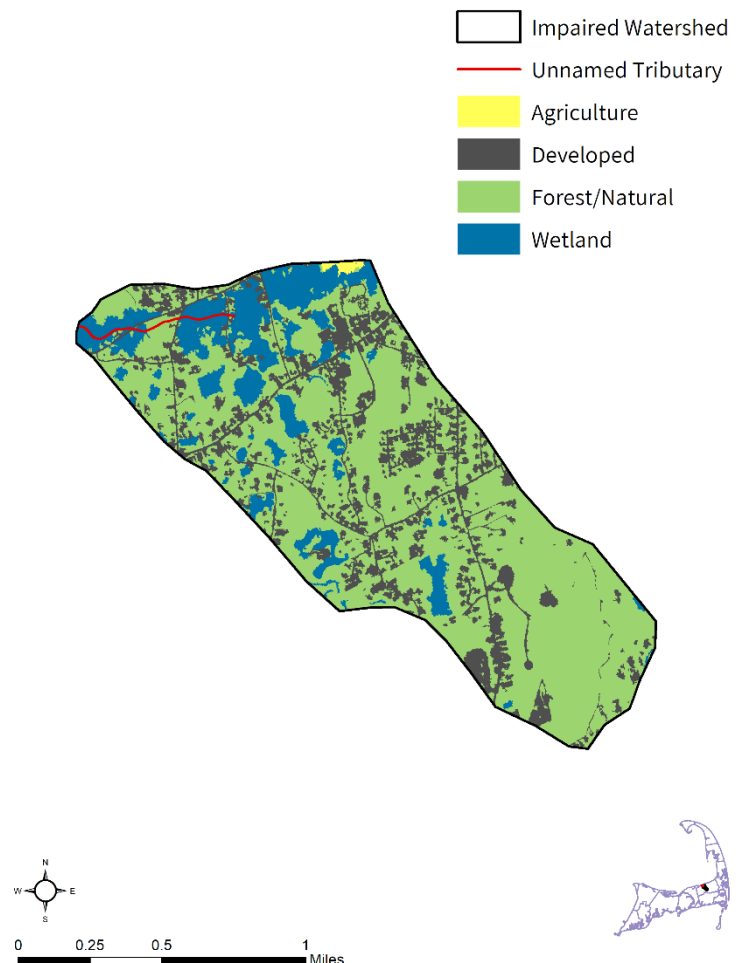 Impaired Watershed
Unnamed Tributary
Agriculture
Developed
Forest/Natural
Wetland
N
W E
S
0 0.25 0.5 1
Miles